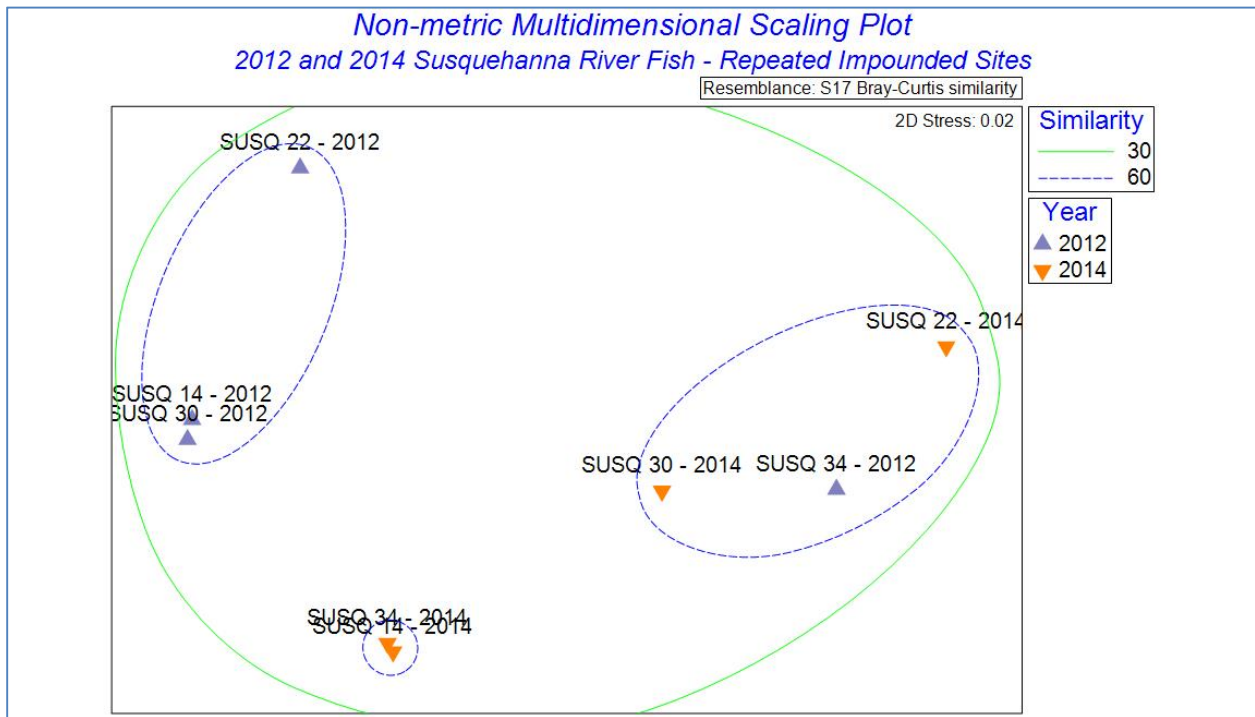 Non-metric Multidimensional Scaling Plot
2012 and 2014 Susquehanna River Fish - Repeated Impounded Sites
Resemblance: S17 Bray-Curtis similarity
2D Stress: 0.02
SUSQ 22 - 2012
SUSQ 22 - 2014
SUSQ 14 - 2012
SUSQ 30 - 2012
SUSQ 30 - 2014
SUSQ 34 - 2012
SUSQ 34 - 2014
SUSQ 14 - 2014
Similarity
30
60
Year
2012
2014